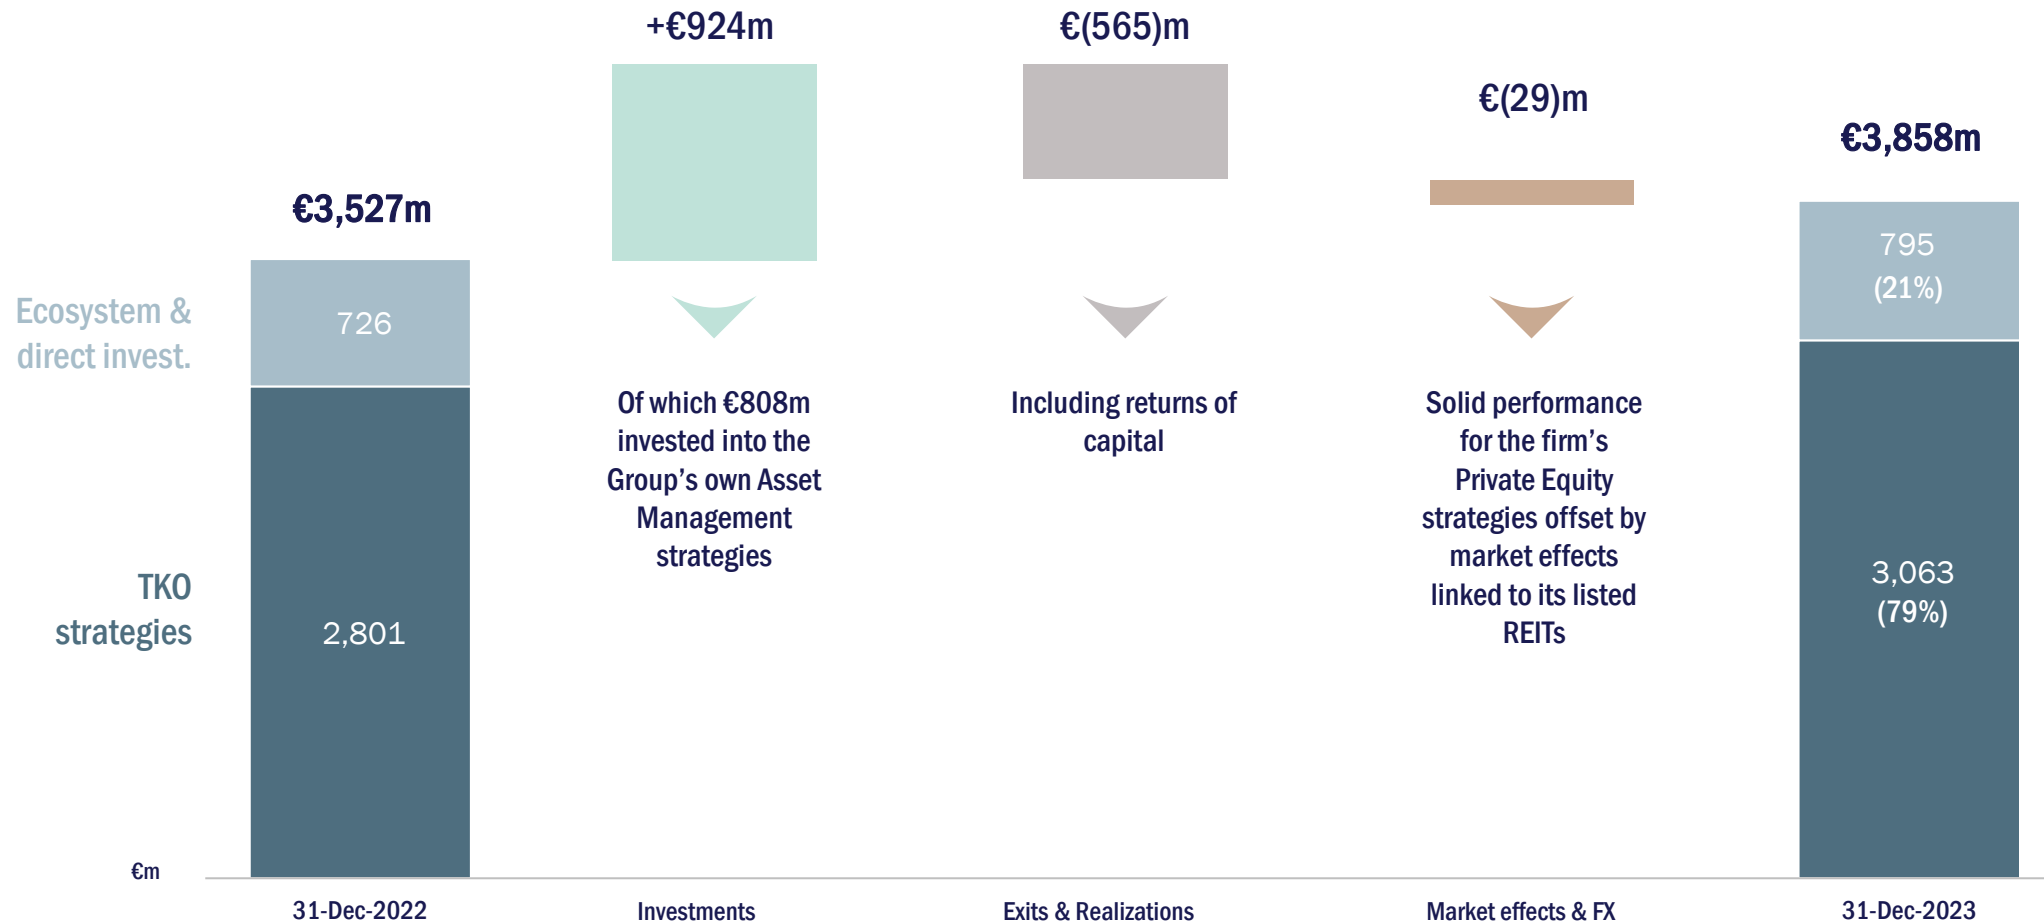 +€924m
€(565)m
€(29)m
€3,858m
€3,527m
795
(21%)
Ecosystem &
direct invest.
726
Of which €808m
invested into the
Group's own Asset
Management
strategies
Including returns of
capital
Solid performance
for the firm's
Private Equity
strategies offset by
market effects
linked to its listed
REITs
TKO
strategies
2,801
3,063
(79%)
€m
31-Dec-2022
Investments
Exits & Realizations
Market effects & FX
31-Dec-2023